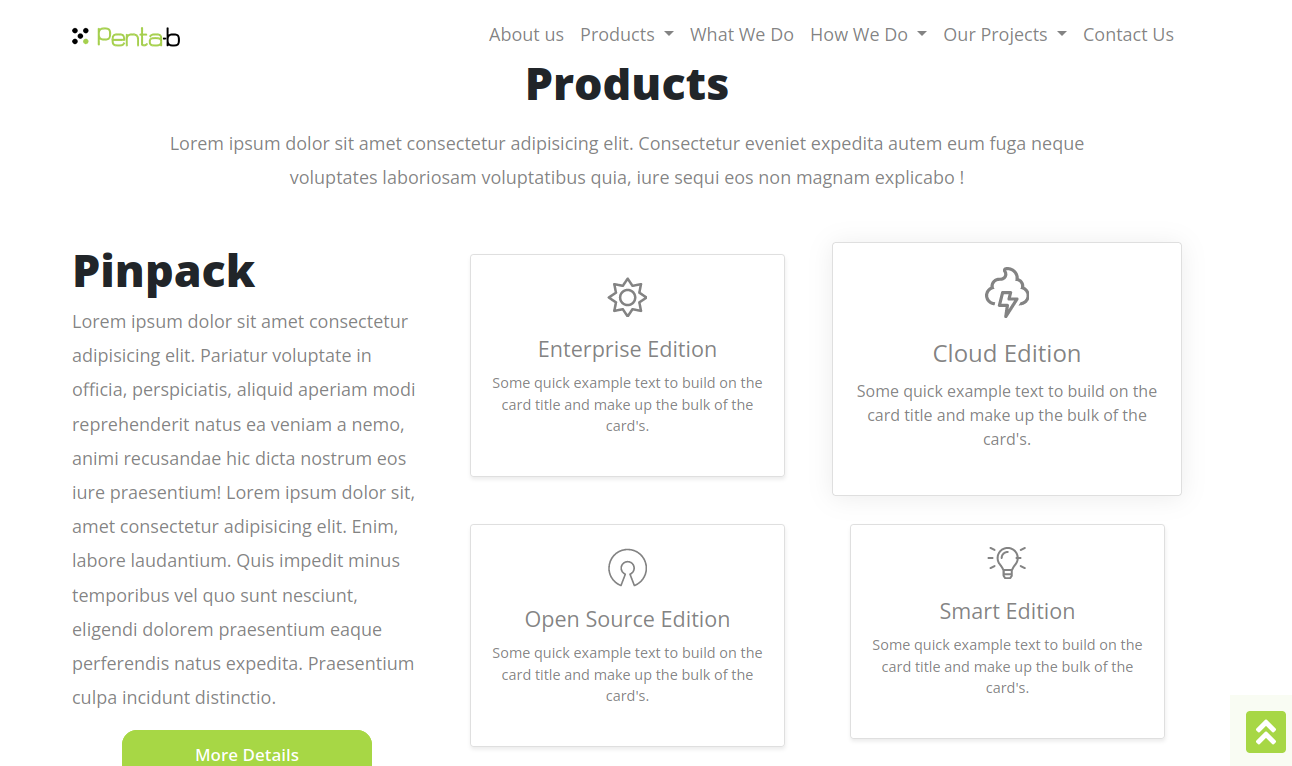 Penta-b
About us Products What We Do How We Do Our Projects Contact Us
Products
Lorem ipsum dolor sit amet consectetur adipisicing elit. Consectetur eveniet expedita autem eum fuga neque
voluptates laboriosam voluptatibus quia, iure sequi eos non magnam explicabo !
Pinpack
Lorem ipsum dolor sit amet consectetur
adipisicing elit. Pariatur voluptate in
officia, perspiciatis, aliquid aperiam modi
reprehenderit natus ea veniam a nemo,
animi recusandae hic dicta nostrum eos
iure praesentium! Lorem ipsum dolor sit,
amet consectetur adipisicing elit. Enim,
labore laudantium. Quis impedit minus
temporibus vel quo sunt nesciunt,
eligendi dolorem praesentium eaque
perferendis natus expedita. Praesentium
culpa incidunt distinctio.
More Details
Enterprise Edition
Some quick example text to build on the
card title and make up the bulk of the
card's.
Cloud Edition
Some quick example text to build on the
card title and make up the bulk of the
card's.
Open Source Edition
Some quick example text to build on the
card title and make up the bulk of the
card's.
Smart Edition
Some quick example text to build on the
card title and make up the bulk of the
card's.